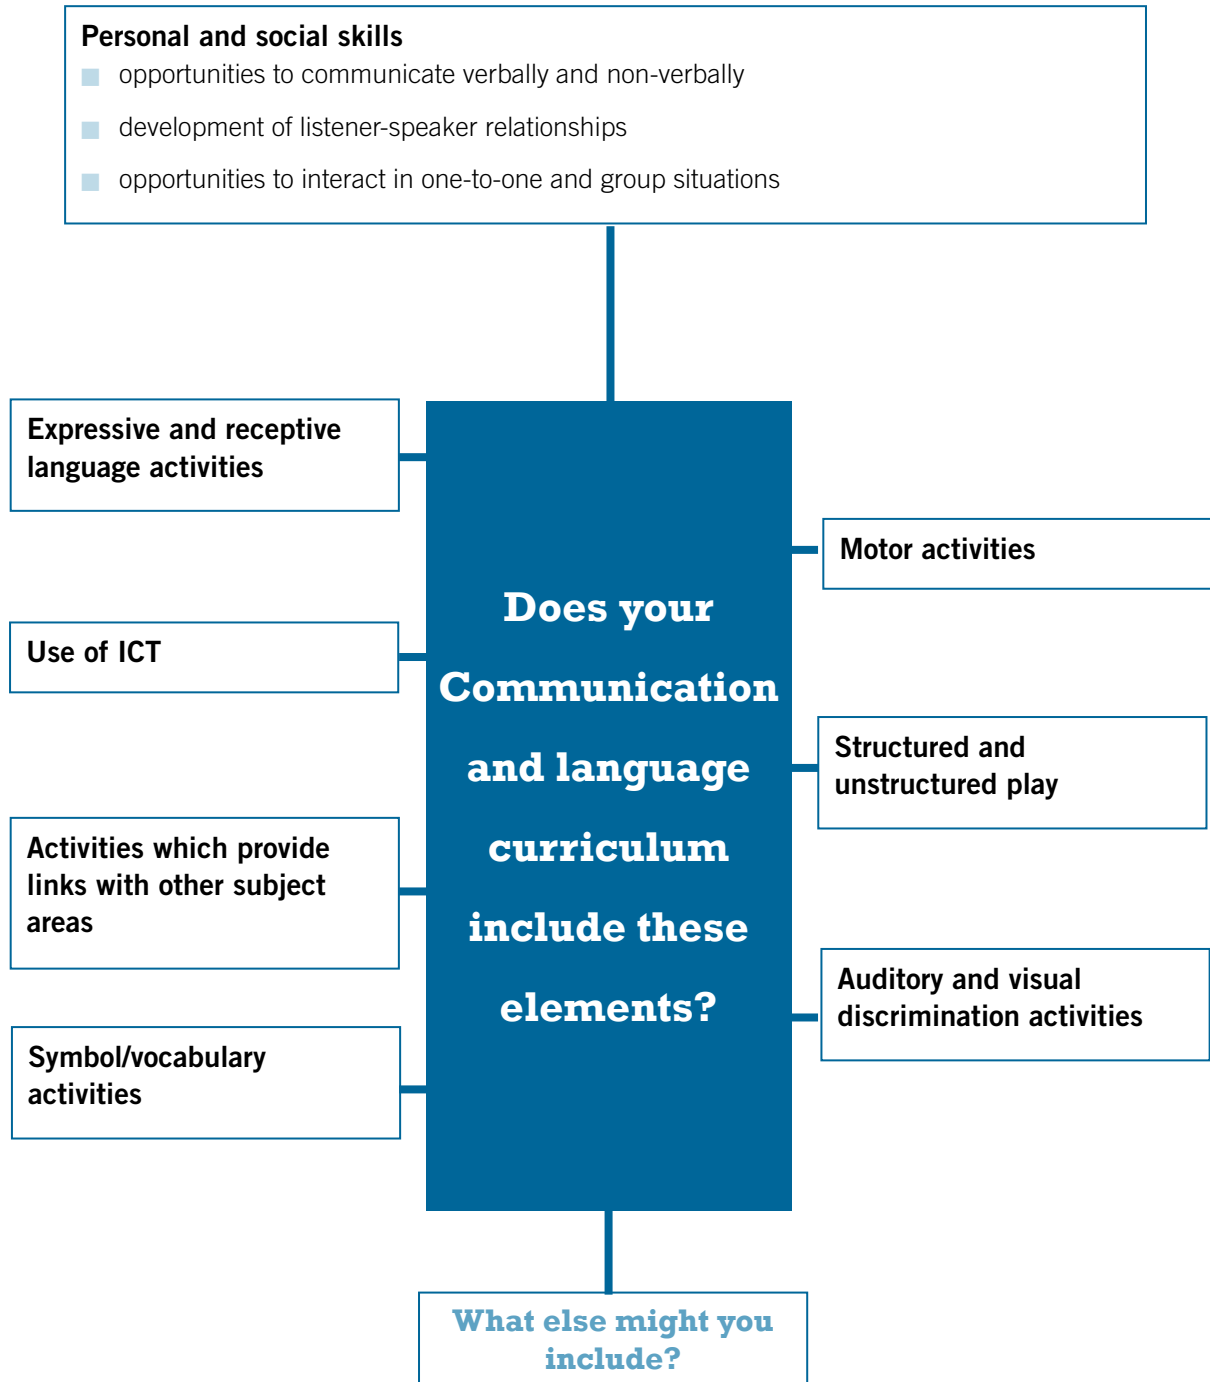 Personal and social skills
opportunities to communicate verbally and non-verbally
development of listener-speaker relationships
opportunities to interact in one-to-one and group situations
Expressive and receptive
language activities
Use of ICT
Activities which provide
links with other subject
areas
Symbol/vocabulary
activities
Does your
Communication
and language
curriculum
include these
elements?
Motor activities
Structured and
unstructured play
Auditory and visual
discrimination activities
What else might you
include?